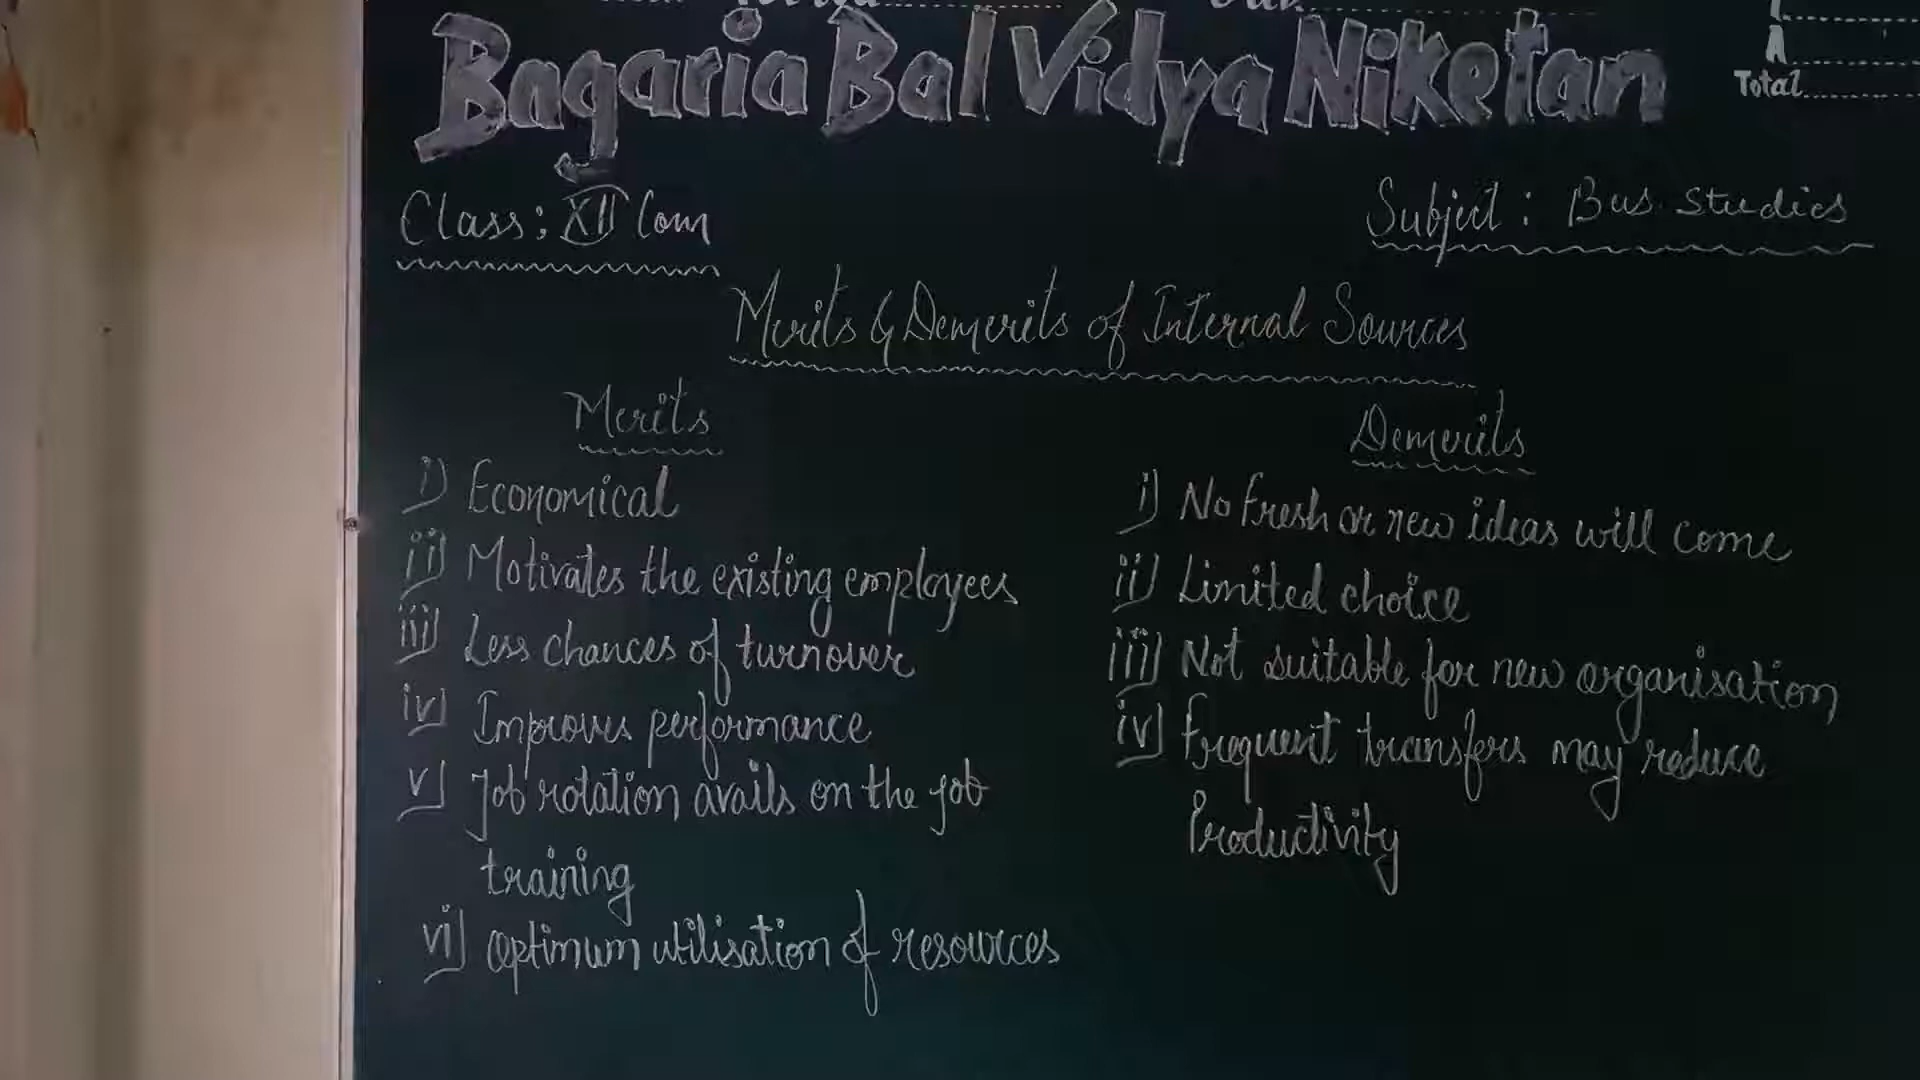 Bagaria Bal Vidya Niketan
A
Total
Class: XII Com
Subject: Bus. Studies
Merits & Demerits of Internal Sources
Merits
i) Economical
ii) Motivates the existing employees
iii) Less chances of turnover
iv) Improves performance
v) Job rotation avails on the job
training
vi) Optimum utilisation of resources
Demerits
i) No fresh or new ideas will come
ii) Limited choice
iii) Not suitable for new organisation
iv) Frequent transfers may reduce
Productivity